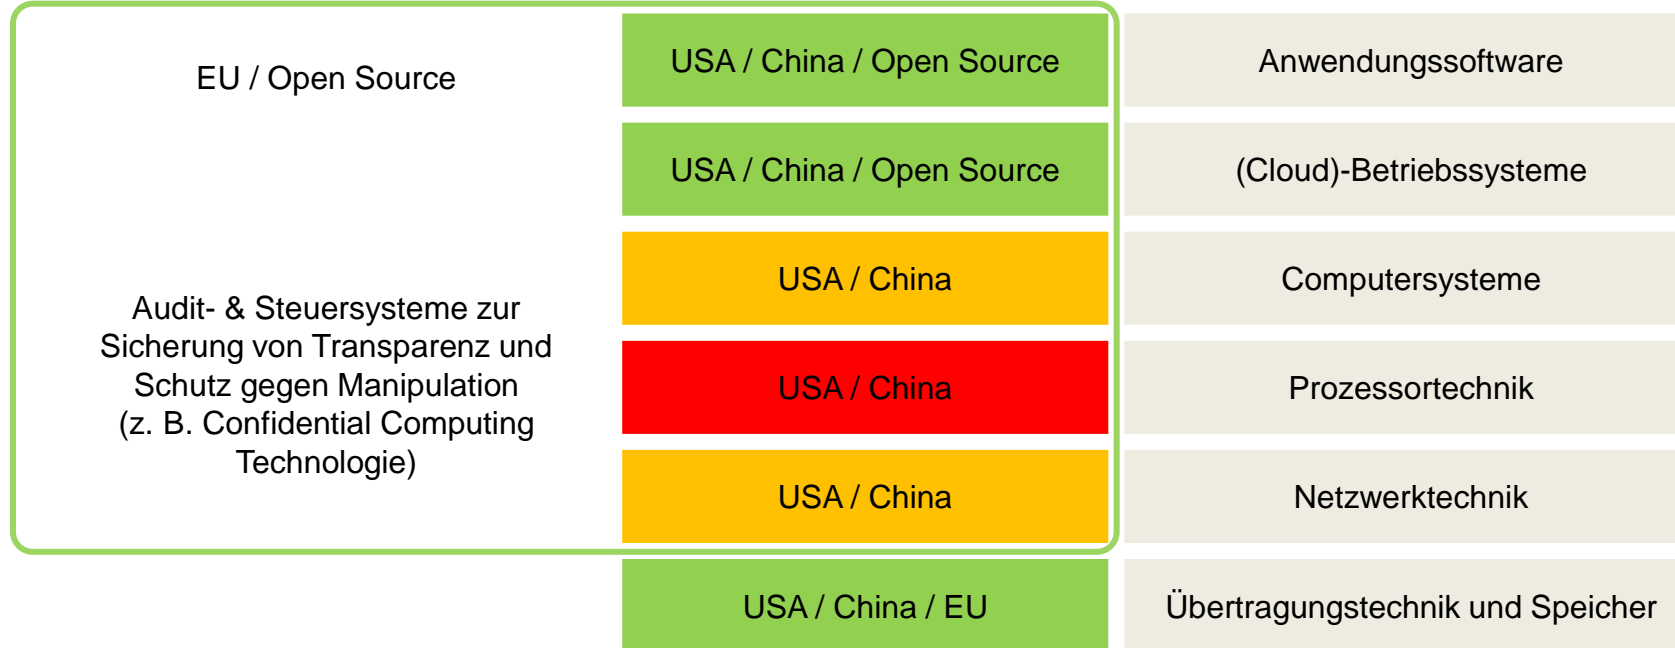 EU / Open Source
USA / China / Open Source
Anwendungssoftware
USA / China / Open Source
(Cloud)-Betriebssysteme
Audit- & Steuersysteme zur
Sicherung von Transparenz und
Schutz gegen Manipulation
(z. B. Confidential Computing
Technologie)
USA / China
Computersysteme
USA / China
Prozessortechnik
USA / China
Netzwerktechnik
USA / China / EU
Übertragungstechnik und Speicher